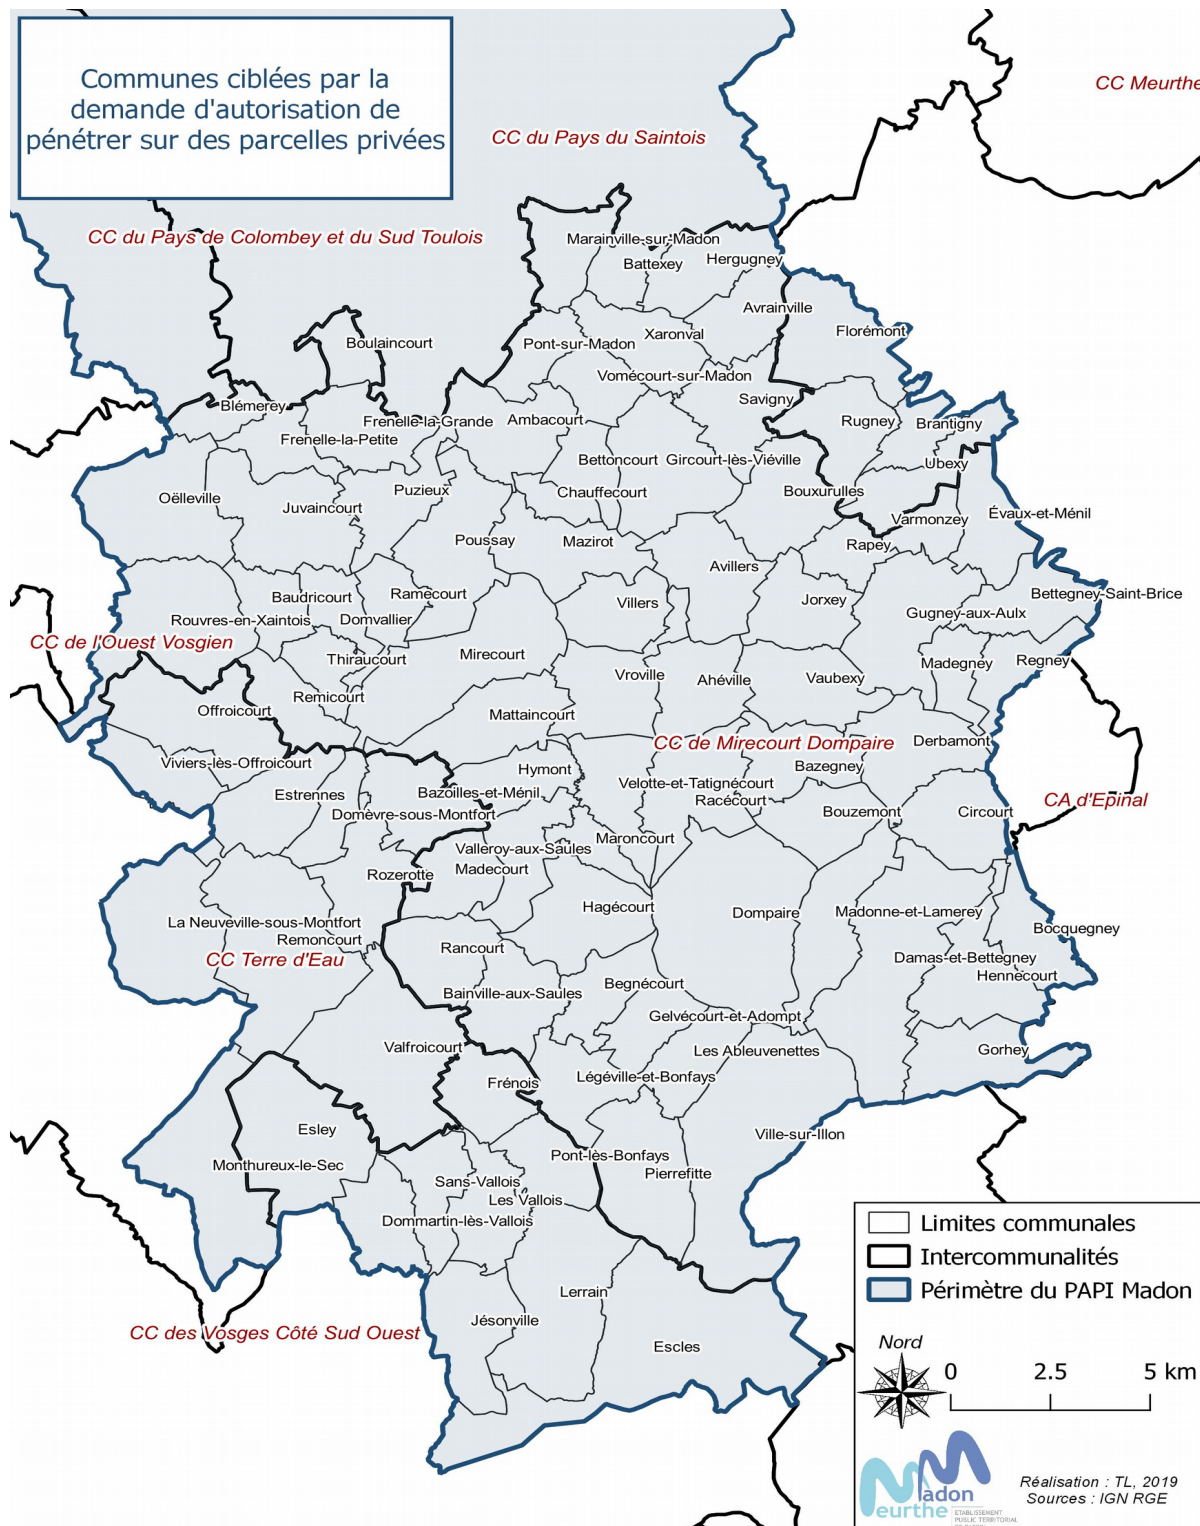 Communes ciblées par la
demande d'autorisation de
pénétrer sur des parcelles privées
CC Meurthe
CC du Pays du Saintois
CC du Pays de Colombey et du Sud Toulois
Marainville-sur-Madon
Battexey
Hergugney
Avrainville
Florémont
Boulaincourt
Pont-sur-Madon
Xaronval
Vomécourt-sur-Madon
Savigny
Blémerey
Frenelle-la-Grande
Frenelle-la-Petite
Ambacourt
Rugney
Brantigny
Bettoncourt
Gircourt-lès-Viéville
Ubexy
Oëlleville
Juvaincourt
Puzieux
Chauffecourt
Bouxurulles
Varmonzey
Évaux-et-Ménil
Poussay
Mazirot
Rapey
Avillers
Baudricourt
Ramecourt
Villers
Jorxey
Bettegney-Saint-Brice
Rouvres-en-Xaintois
Domvallier
Gugney-aux-Aulx
CC de l'Ouest Vosgien
Thiraucourt
Mirecourt
Madegney
Regney
Vroville
Ahéville
Vaubexy
Remicourt
Offroicourt
Mattaincourt
CC de Mirecourt Dompaire
Derbamont
Viviers-lès-Offroicourt
Hymont
Bazegney
Estrennes
Bazoilles-et-Ménil
Velotte-et-Tatignécourt
Racécourt
CA d'Epinal
Domèvre-sous-Montfort
Bouzemont
Circourt
Maroncourt
Valleroy-aux-Saules
Madecourt
Rozerotte
Hagécourt
Dompaire
Madonne-et-Lamerey
La Neuveville-sous-Montfort
Remoncourt
Bocquegney
CC Terre d'Eau
Rancourt
Damas-et-Bettegney
Hennecourt
Bainville-aux-Saules
Begnécourt
Gelvécourt-et-Adompt
Valfroicourt
Les Ableuvenettes
Gorhey
Frénois
Légéville-et-Bonfays
Esley
Ville-sur-Illon
Monthureux-le-Sec
Pont-lès-Bonfays
Pierrefitte
Sans-Vallois
Les Vallois
Dommartin-lès-Vallois
Lerrain
Jésonville
CC des Vosges Côté Sud Ouest
Escles
Limites communales
Intercommunalités
Périmètre du PAPI Madon
Nord
0 2.5 5 km
Meurthe
Madon
ETABLISSEMENT
PUBLIC TERRITORIAL
Réalisation : TL, 2019
Sources : IGN RGE